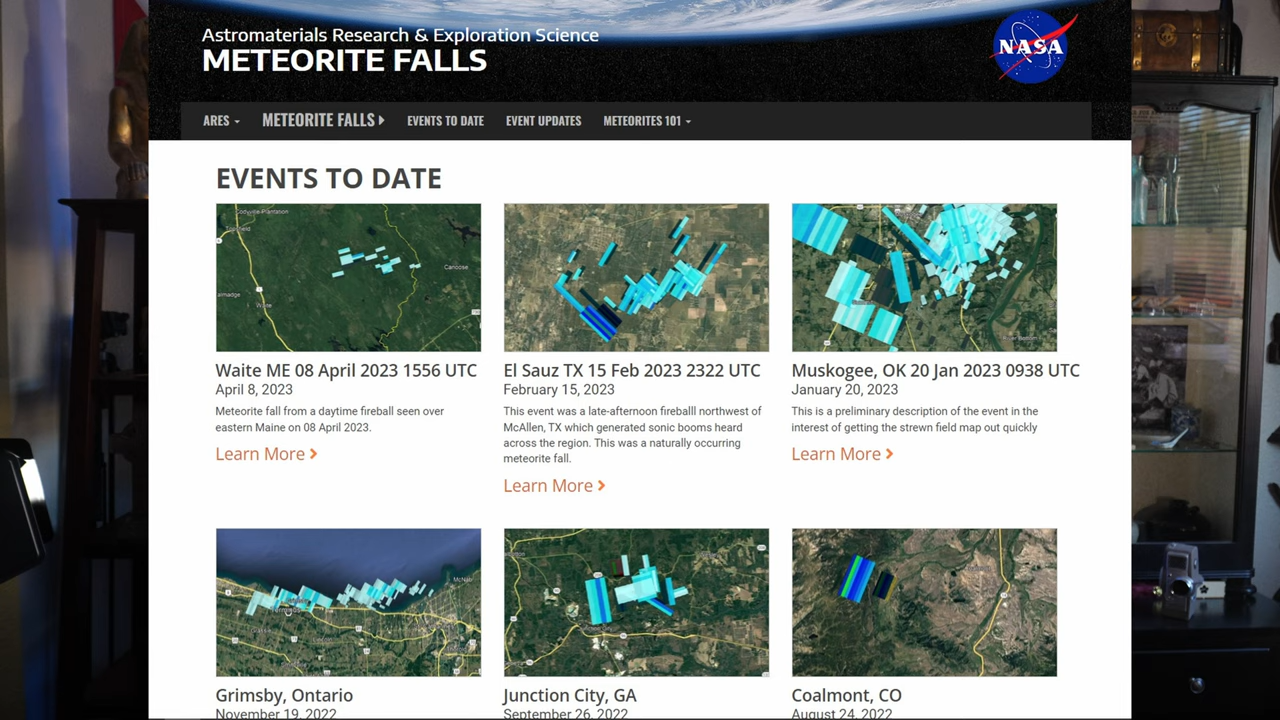 Astromaterials Research & Exploration Science
METEORITE FALLS
NASA
ARES
METEORITE FALLS
EVENTS TO DATE
EVENT UPDATES
METEORITES 101
EVENTS TO DATE
Codyville Plantation
Canoose
Waite
Waite ME 08 April 2023 1556 UTC
April 8, 2023
Meteorite fall from a daytime fireball seen over
eastern Maine on 08 April 2023.
Learn More
El Sauz TX 15 Feb 2023 2322 UTC
February 15, 2023
This event was a late-afternoon fireballl northwest of
McAllen, TX which generated sonic booms heard
across the region. This was a naturally occurring
meteorite fall.
Learn More
Muskogee, OK 20 Jan 2023 0938 UTC
January 20, 2023
This is a preliminary description of the event in the
interest of getting the strewn field map out quickly
Learn More
McNab
Grimsby, Ontario
November 19, 2022
Junction City, GA
September 26, 2022
Coalmont, CO
August 24, 2022